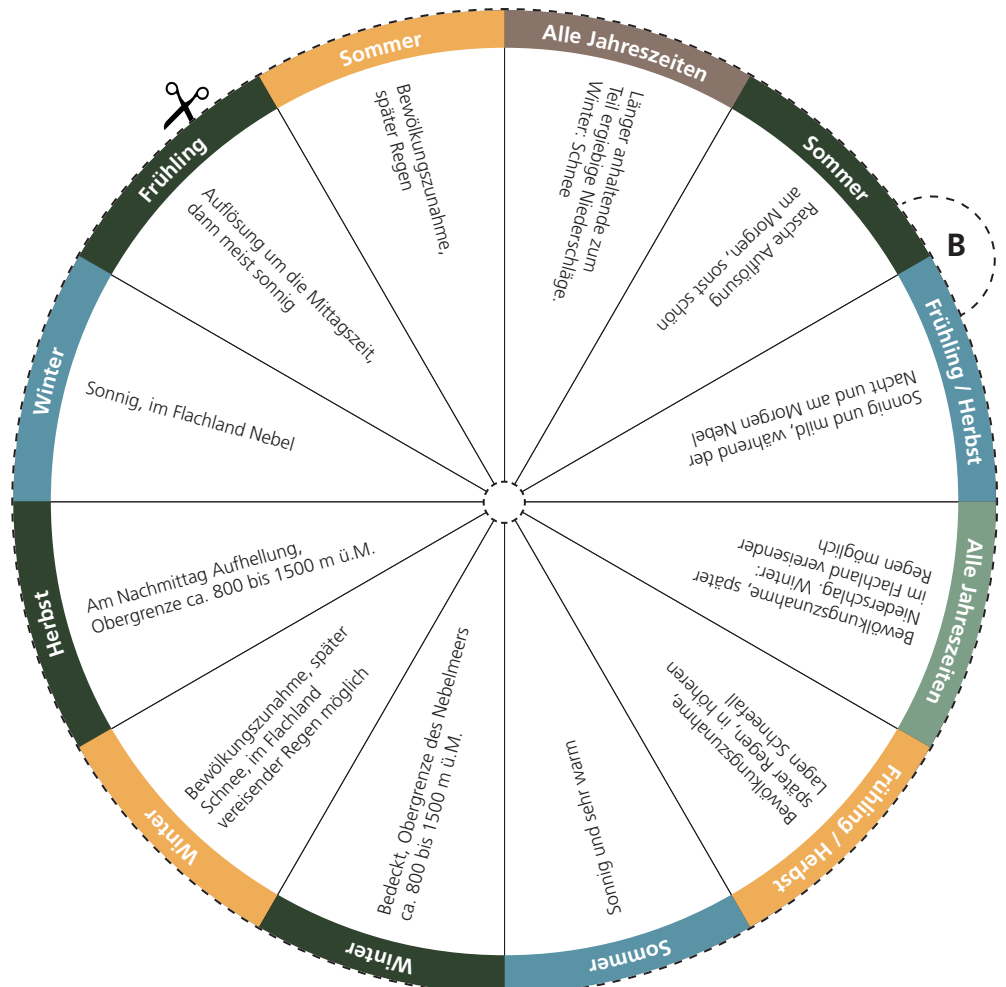 Alle Jahreszeiten
Länger anhaltende zum
Teil ergiebige Niederschläge.
Winter: Schnee
Sommer
Rasche Auflösung
am Morgen, sonst schön
B
Frühling / Herbst
Sonnig und mild, während der
Nacht und am Morgen Nebel
Alle Jahreszeiten
Bewölkungszunahme, später
Niederschlag. Winter:
im Flachland vereisender
Regen möglich
Frühling / Herbst
Bewölkungszunahme,
später Regen, in höheren
Lagen Schneefall
Sommer
Sonnig und sehr warm
Winter
Bedeckt, Obergrenze des Nebelmeers
ca. 800 bis 1500 m ü.M.
Winter
Bewölkungszunahme, später
Schnee, im Flachland
vereisender Regen möglich
Herbst
Am Nachmittag Aufhellung,
Obergrenze ca. 800 bis 1500 m ü.M.
Winter
Sonnig, im Flachland Nebel
Frühling
Auflösung um die Mittagszeit,
dann meist sonnig
Sommer
Bewölkungszunahme,
später Regen